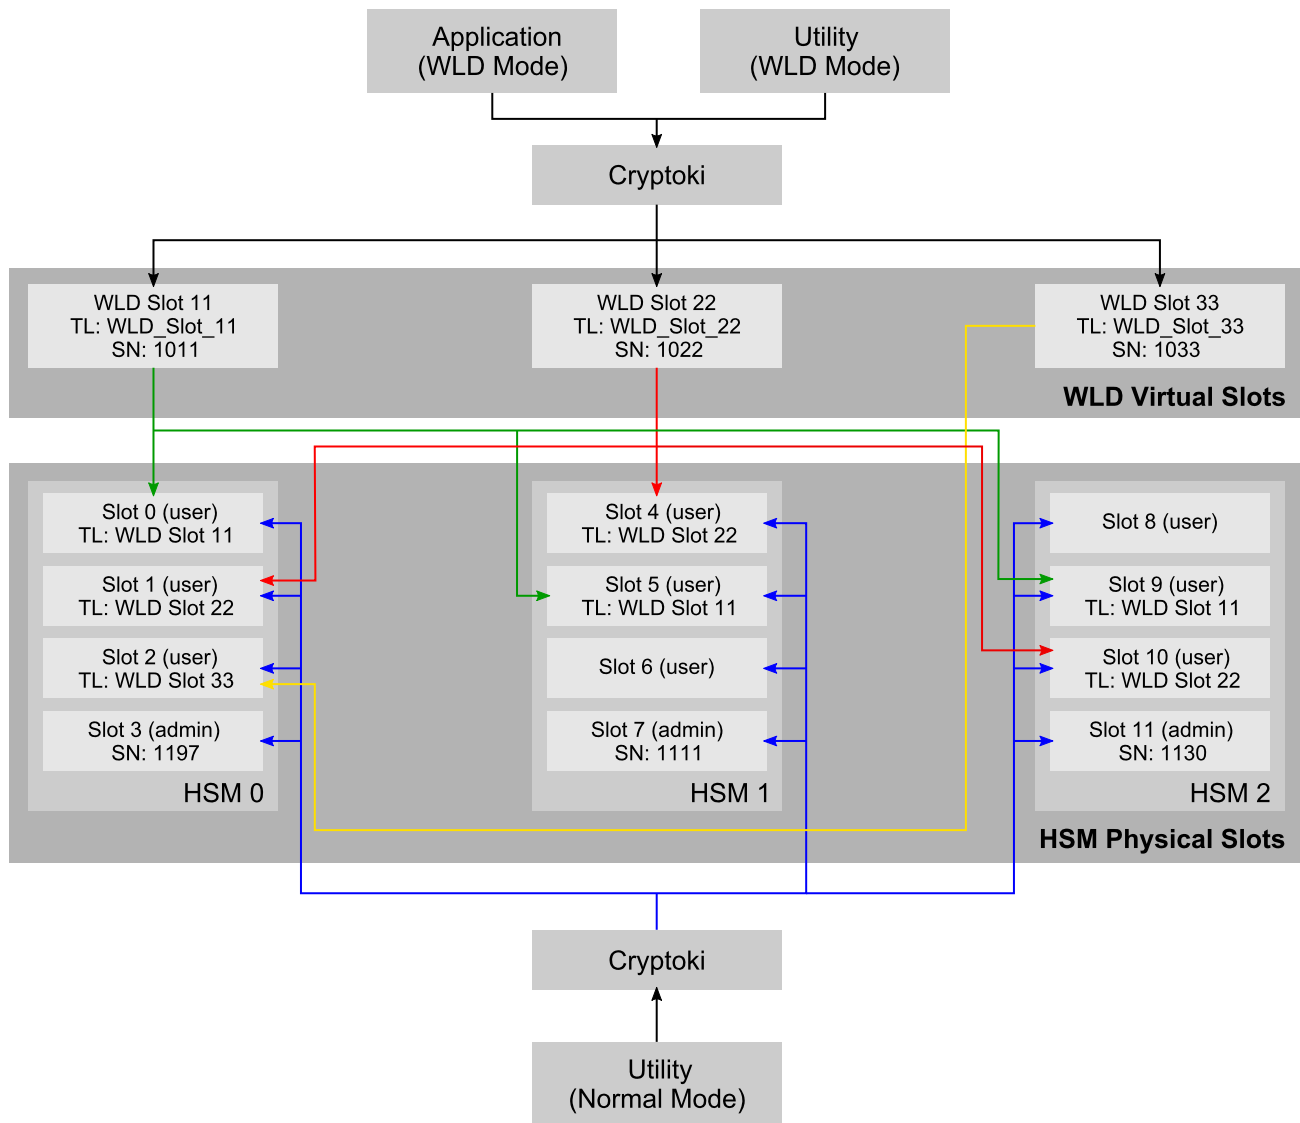 Application
(WLD Mode)
Utility
(WLD Mode)
Cryptoki
WLD Slot 11
TL: WLD_Slot_11
SN: 1011
WLD Slot 22
TL: WLD_Slot_22
SN: 1022
WLD Slot 33
TL: WLD_Slot_33
SN: 1033
WLD Virtual Slots
Slot 0 (user)
TL: WLD Slot 11
Slot 1 (user)
TL: WLD Slot 22
Slot 2 (user)
TL: WLD Slot 33
Slot 3 (admin)
SN: 1197
HSM 0
Slot 4 (user)
TL: WLD Slot 22
Slot 5 (user)
TL: WLD Slot 11
Slot 6 (user)
Slot 7 (admin)
SN: 1111
HSM 1
Slot 8 (user)
Slot 9 (user)
TL: WLD Slot 11
Slot 10 (user)
TL: WLD Slot 22
Slot 11 (admin)
SN: 1130
HSM 2
HSM Physical Slots
Cryptoki
Utility
(Normal Mode)